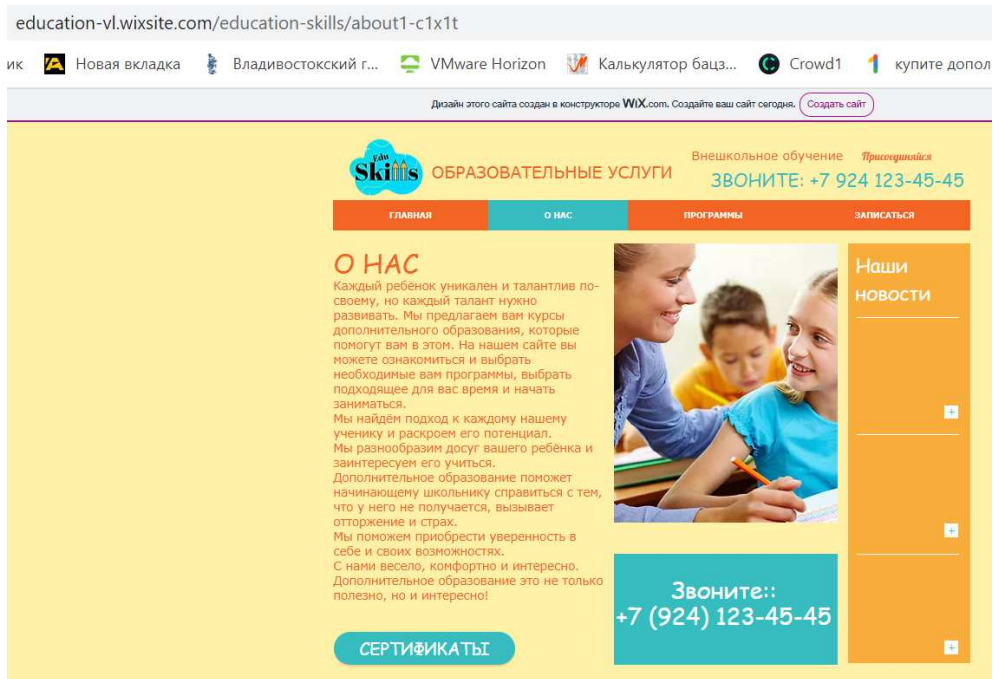 education-vl.wixsite.com/education-skills/about1-c1x1t
ик Новая вкладка Владивостокский г... VMware Horizon Калькулятор бацз... Crowd1 купите допол
Дизайн этого сайта создан в конструкторе WiX.com. Создайте ваш сайт сегодня. Создать сайт
Edu
Skills
ОБРАЗОВАТЕЛЬНЫЕ УСЛУГИ
Внешкольное обучение Присоединяйся
ЗВОНИТЕ: +7 924 123-45-45
ГЛАВНАЯ О НАС ПРОГРАММЫ ЗАПИСАТЬСЯ
О НАС
Каждый ребёнок уникален и талантлив по-
своему, но каждый талант нужно
развивать. Мы предлагаем вам курсы
дополнительного образования, которые
помогут вам в этом. На нашем сайте вы
можете ознакомиться и выбрать
необходимые вам программы, выбрать
подходящее для вас время и начать
заниматься.
Мы найдём подход к каждому нашему
ученику и раскроем его потенциал.
Мы разнообразим досуг вашего ребёнка и
заинтересуем его учиться.
Дополнительное образование поможет
начинающему школьнику справиться с тем,
что у него не получается, вызывает
отторжение и страх.
Мы поможем приобрести уверенность в
себе и своих возможностях.
С нами весело, комфортно и интересно.
Дополнительное образование это не только
полезно, но и интересно!
СЕРТИФИКАТЫ
Звоните::
+7 (924) 123-45-45
Наши
новости
+
+
+